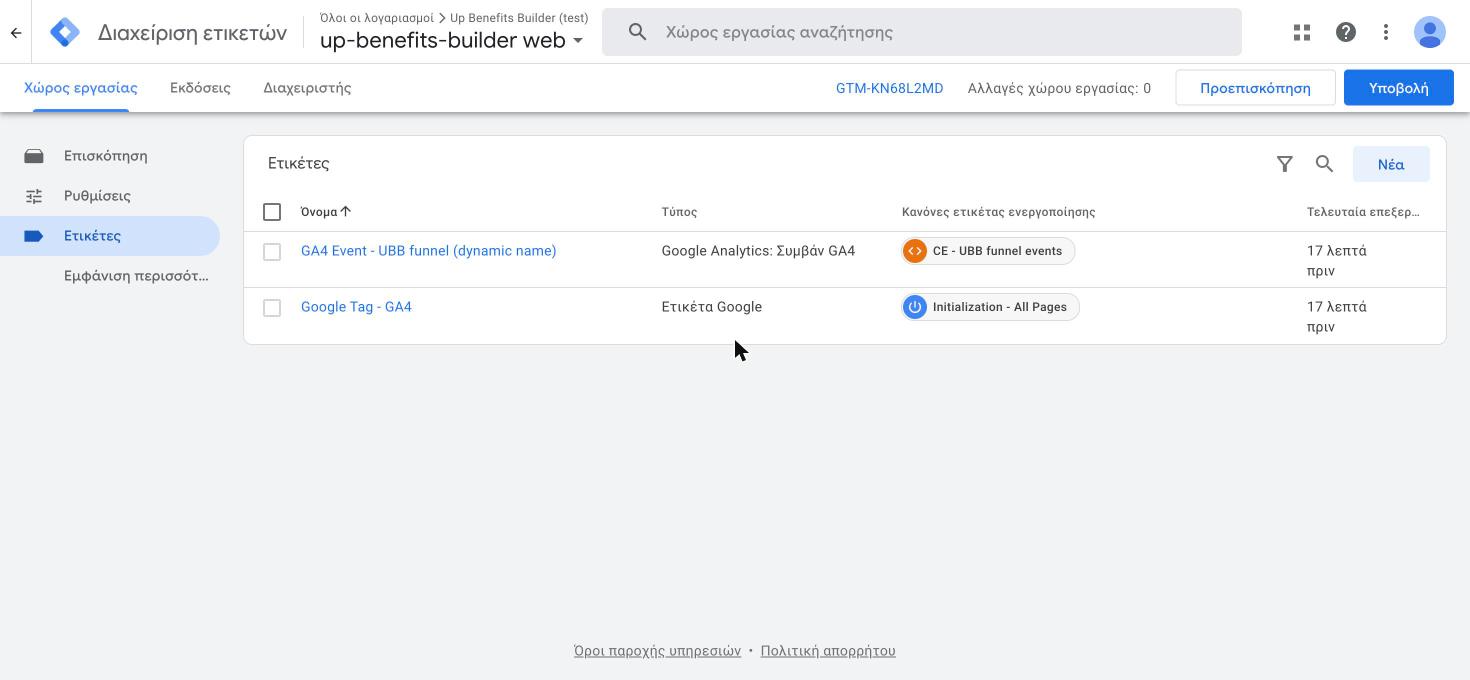 Διαχείριση ετικετών
Όλοι οι λογαριασμοί > Up Benefits Builder (test)
up-benefits-builder web
Χώρος εργασίας αναζήτησης
Χώρος εργασίας
Εκδόσεις
Διαχειριστής
GTM-KN68L2MD
Αλλαγές χώρου εργασίας: 0
Προεπισκόπηση
Υποβολή
Επισκόπηση
Ρυθμίσεις
Ετικέτες
Εμφάνιση περισσότ...
Ετικέτες
Νέα
Όνομα
Τύπος
Κανόνες ετικέτας ενεργοποίησης
Τελευταία επεξερ...
GA4 Event - UBB funnel (dynamic name)
Google Analytics: Συμβάν GA4
CE - UBB funnel events
17 λεπτά
πριν
Google Tag - GA4
Ετικέτα Google
Initialization - All Pages
17 λεπτά
πριν
Όροι παροχής υπηρεσιών • Πολιτική απορρήτου